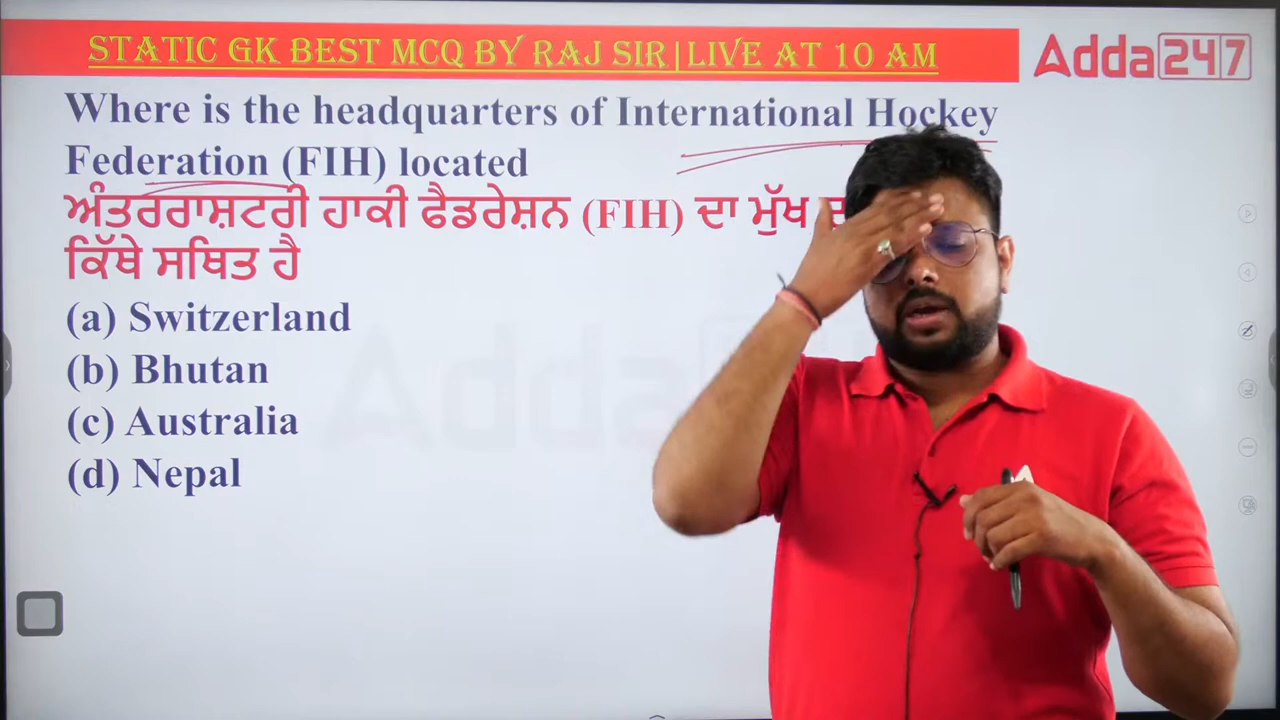 STATIC GK BEST MCQ BY RAJ SIR|LIVE AT 10 AM
Adda247
Where is the headquarters of International Hockey
Federation (FIH) located
ਅੰਤਰਰਾਸ਼ਟਰੀ ਹਾਕੀ ਫੈਡਰੇਸ਼ਨ (FIH) ਦਾ ਮੁੱਖ
ਕਿੱਥੇ ਸਥਿਤ ਹੈ
(a) Switzerland
(b) Bhutan
(c) Australia
(d) Nepal